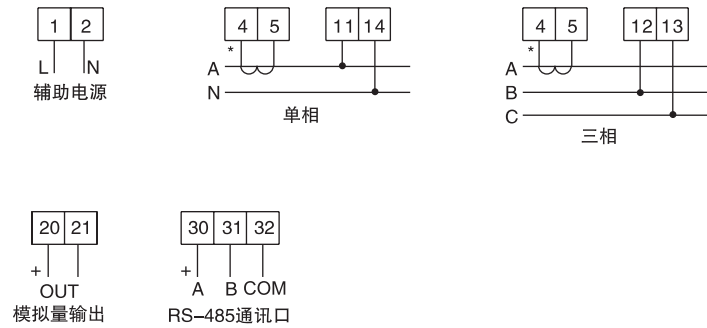 1 2
L N
辅助电源
4 5 11 14
*
A
N
单相
4 5 12 13
*
A
B
C
三相
20 21
+
OUT
模拟量输出
30 31 32
+
A B COM
RS-485通讯口